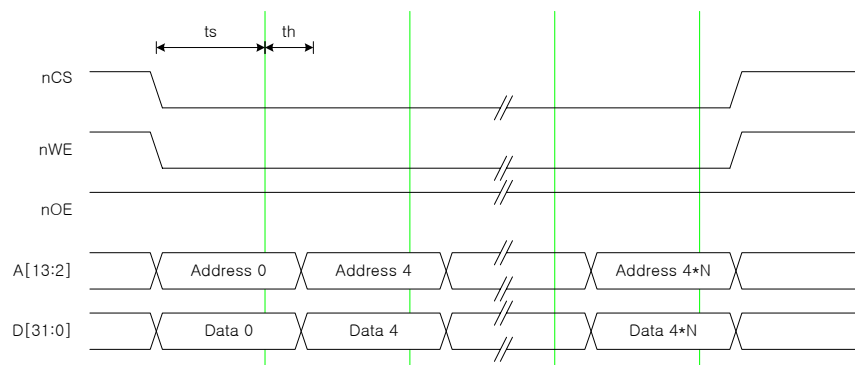 ts th
nCS
nWE
nOE
A[13:2] Address 0 Address 4 Address 4*N
D[31:0] Data 0 Data 4 Data 4*N